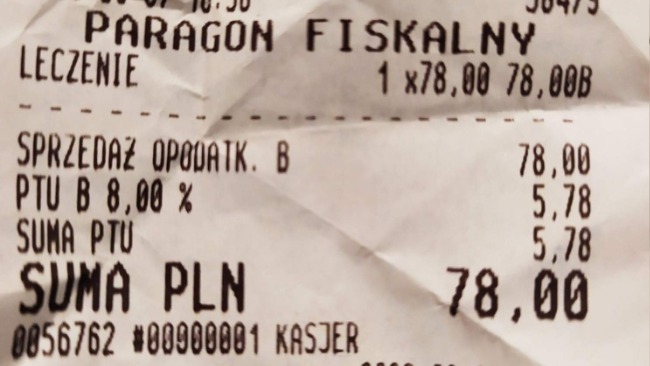 PARAGON FISKALNY
LECZENIE 1 x78,00 78,00B
SPRZEDAŻ OPODATK. B 78,00
PTU B 8,00 % 5,78
SUMA PTU 5,78
SUMA PLN 78,00
0056762 #00900001 KASJER